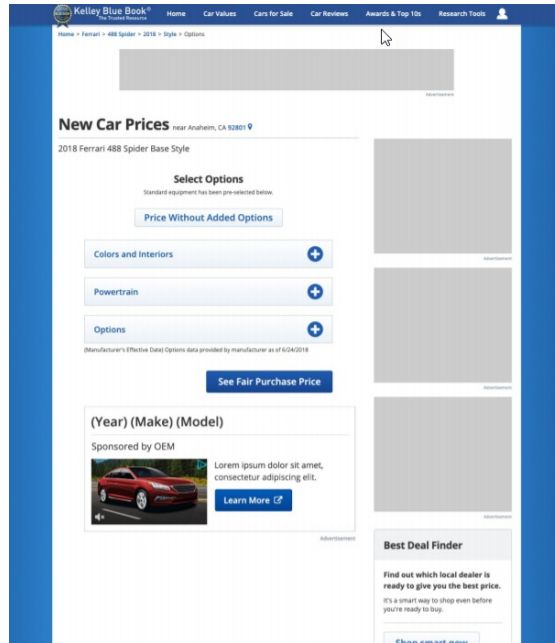 Kelley Blue Book®
The Trusted Resource
Home Car Values Cars for Sale Car Reviews Awards & Top 10s Research Tools
Home > Ferrari > 488 Spider > 2018 > Style > Options
Advertisement
New Car Prices near Anaheim, CA 92801
2018 Ferrari 488 Spider Base Style
Select Options
Standard equipment has been pre-selected below.
Price Without Added Options
Colors and Interiors
Powertrain
Options
(Manufacturer's Effective Date) Options data provided by manufacturer as of 6/24/2018
See Fair Purchase Price
(Year) (Make) (Model)
Sponsored by OEM
Lorem ipsum dolor sit amet,
consectetur adipiscing elit.
Learn More
Advertisement
Advertisement
Advertisement
Advertisement
Best Deal Finder
Find out which local dealer is
ready to give you the best price.
It's a smart way to shop even before
you're ready to buy.
Shop smart now